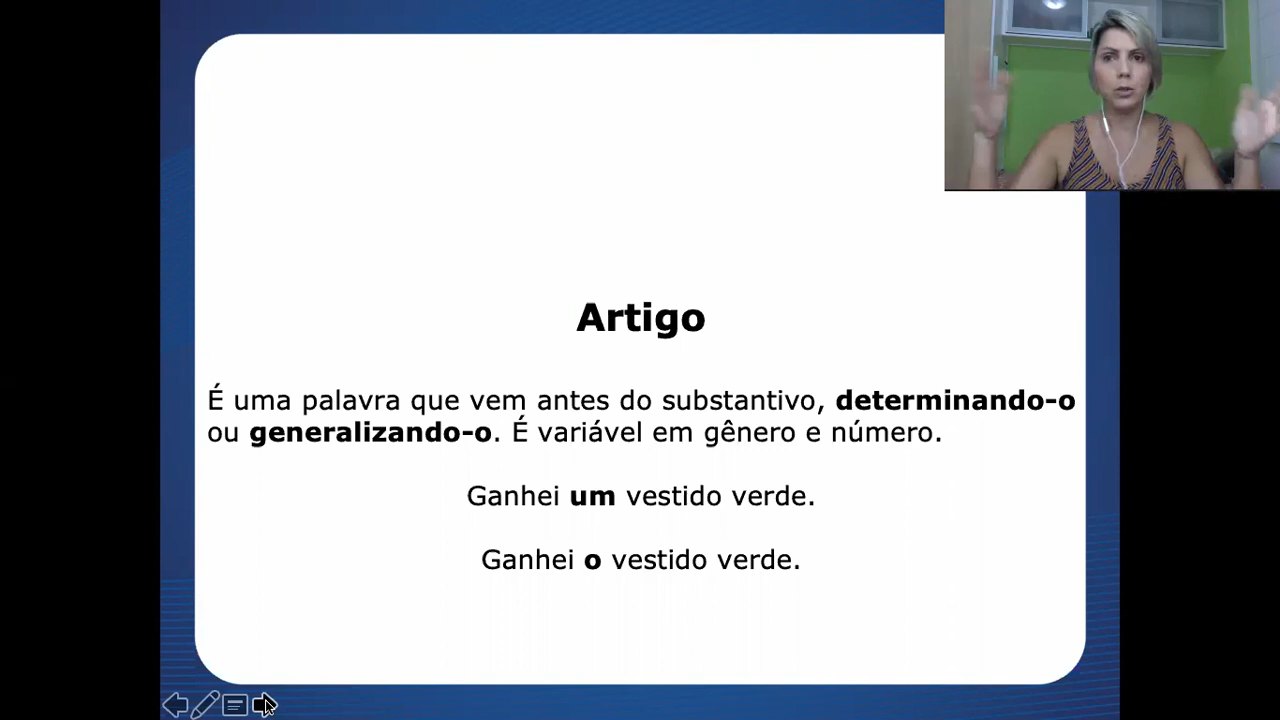 Artigo
É uma palavra que vem antes do substantivo, determinando-o
ou generalizando-o. É variável em gênero e número.
Ganhei um vestido verde.
Ganhei o vestido verde.